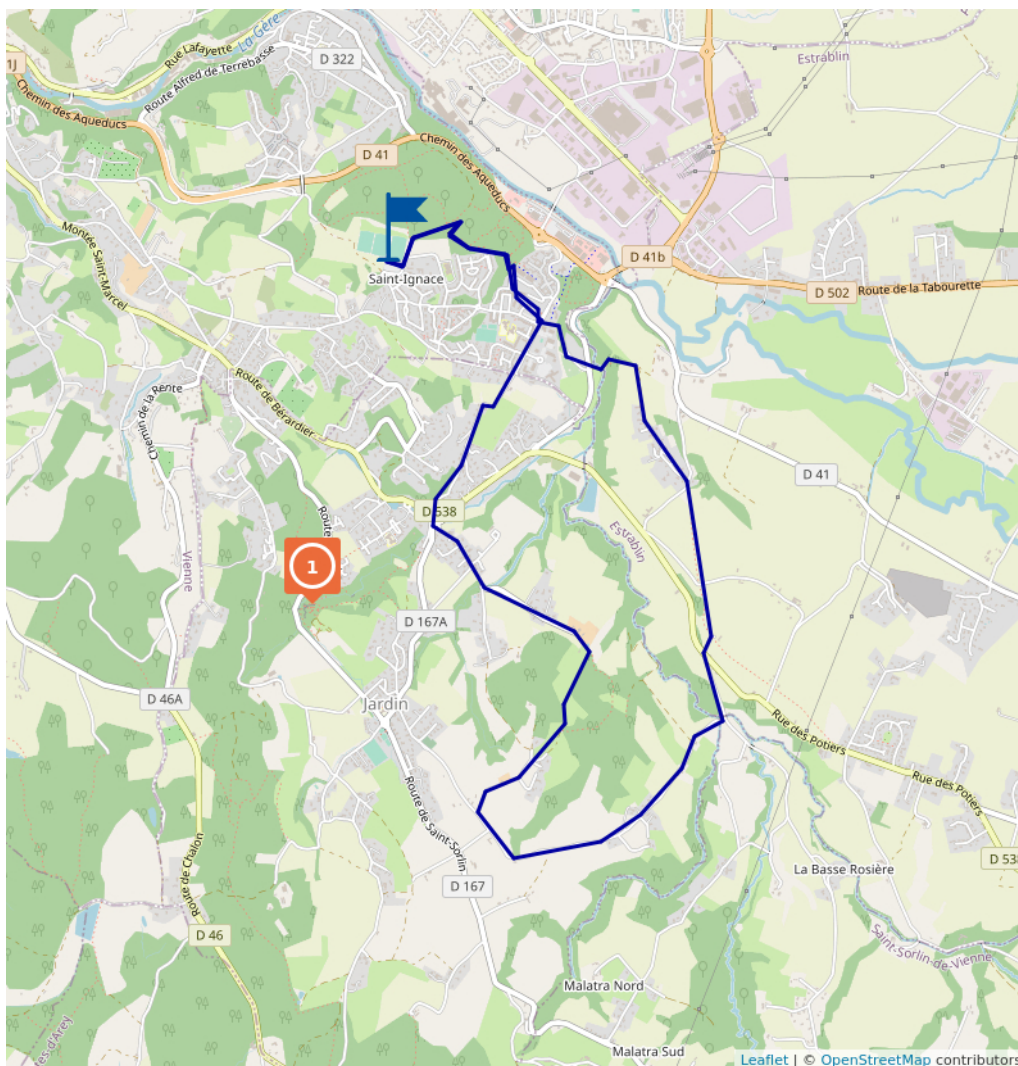 Rue Lafayette
La Gère
D 322
Estrablin
1J
Route Alfred de Terrebasse
Chemin des Aqueducs
D 41
Chemin des Aqueducs
D 41b
Montée Saint-Marcel
Saint-Ignace
D 502
Route de la Tabourette
Chemin de la Rente
Route de Bérardier
D 41
D 538
Route
Estrablin
Vienne
1
D 167A
D 46A
Jardin
Rue des Potiers
Rue des Potiers
Route de Saint-Sorlin
Route de Chalon
D 538
La Basse Rosière
D 167
D 46
Saint-Sorlin-de-Vienne
Malatra Nord
es-d'Arey
Malatra Sud
Leaflet | © OpenStreetMap contributors